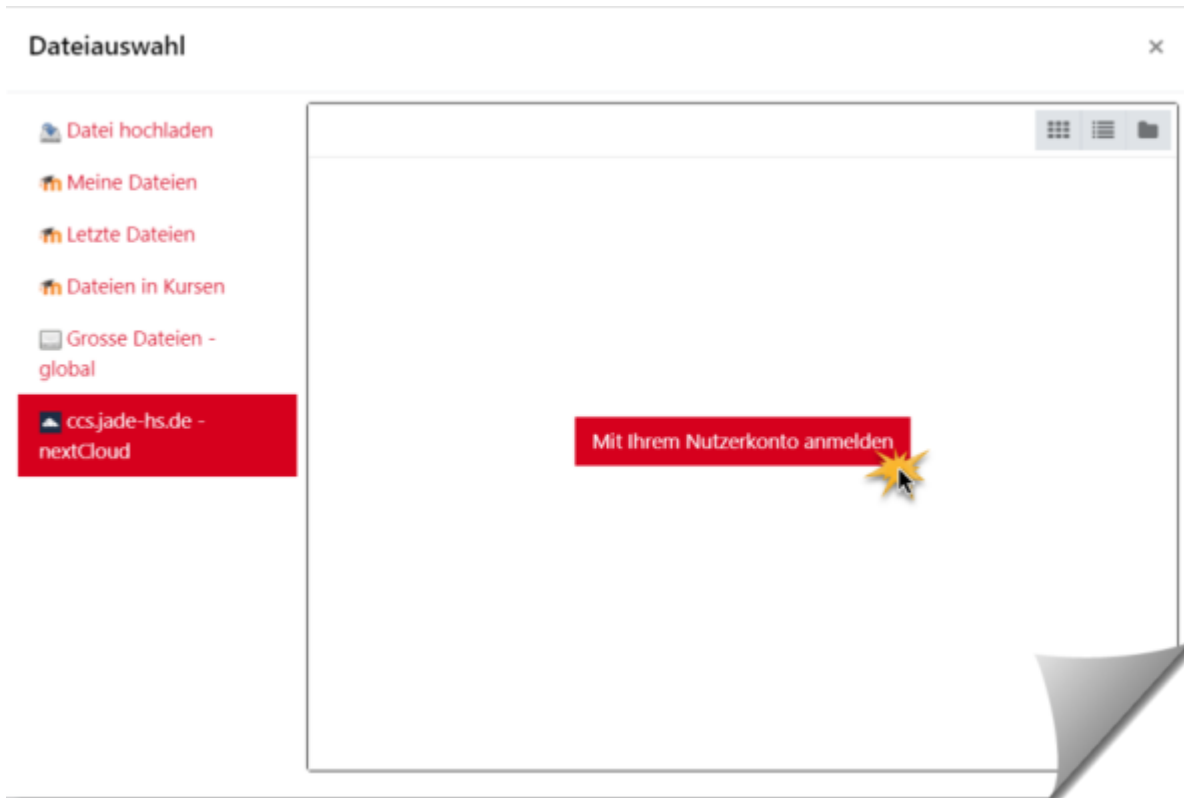 Dateiauswahl
Datei hochladen
Meine Dateien
Letzte Dateien
Dateien in Kursen
Grosse Dateien -
global
ccs.jade-hs.de -
nextCloud
Mit Ihrem Nutzerkonto anmelden